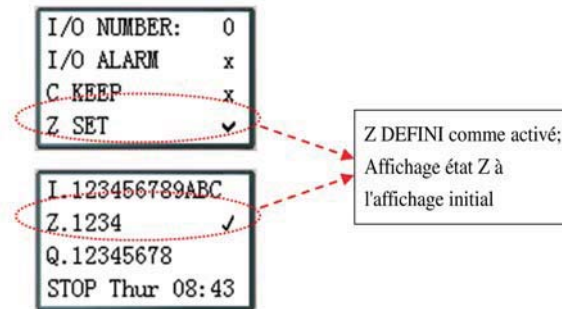 I/O NUMBER: 0
I/O ALARM x
C KEEP x
Z SET ✓
Z DEFINI comme activé;
Affichage état Z à
l'affichage initial
I.123456789ABC
Z.1234 ✓
Q.12345678
STOP Thur 08:43